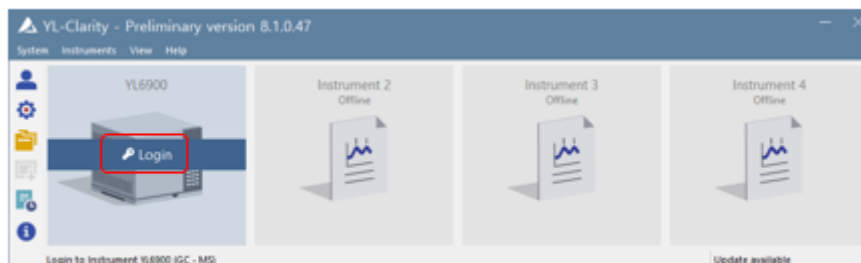 YL-Clarity - Preliminary version 8.1.0.47
System Instruments View Help
YL6900
Login
Instrument 2
Offline
Instrument 3
Offline
Instrument 4
Offline
Login to Instrument YL6900 (GC - MS)
Update available